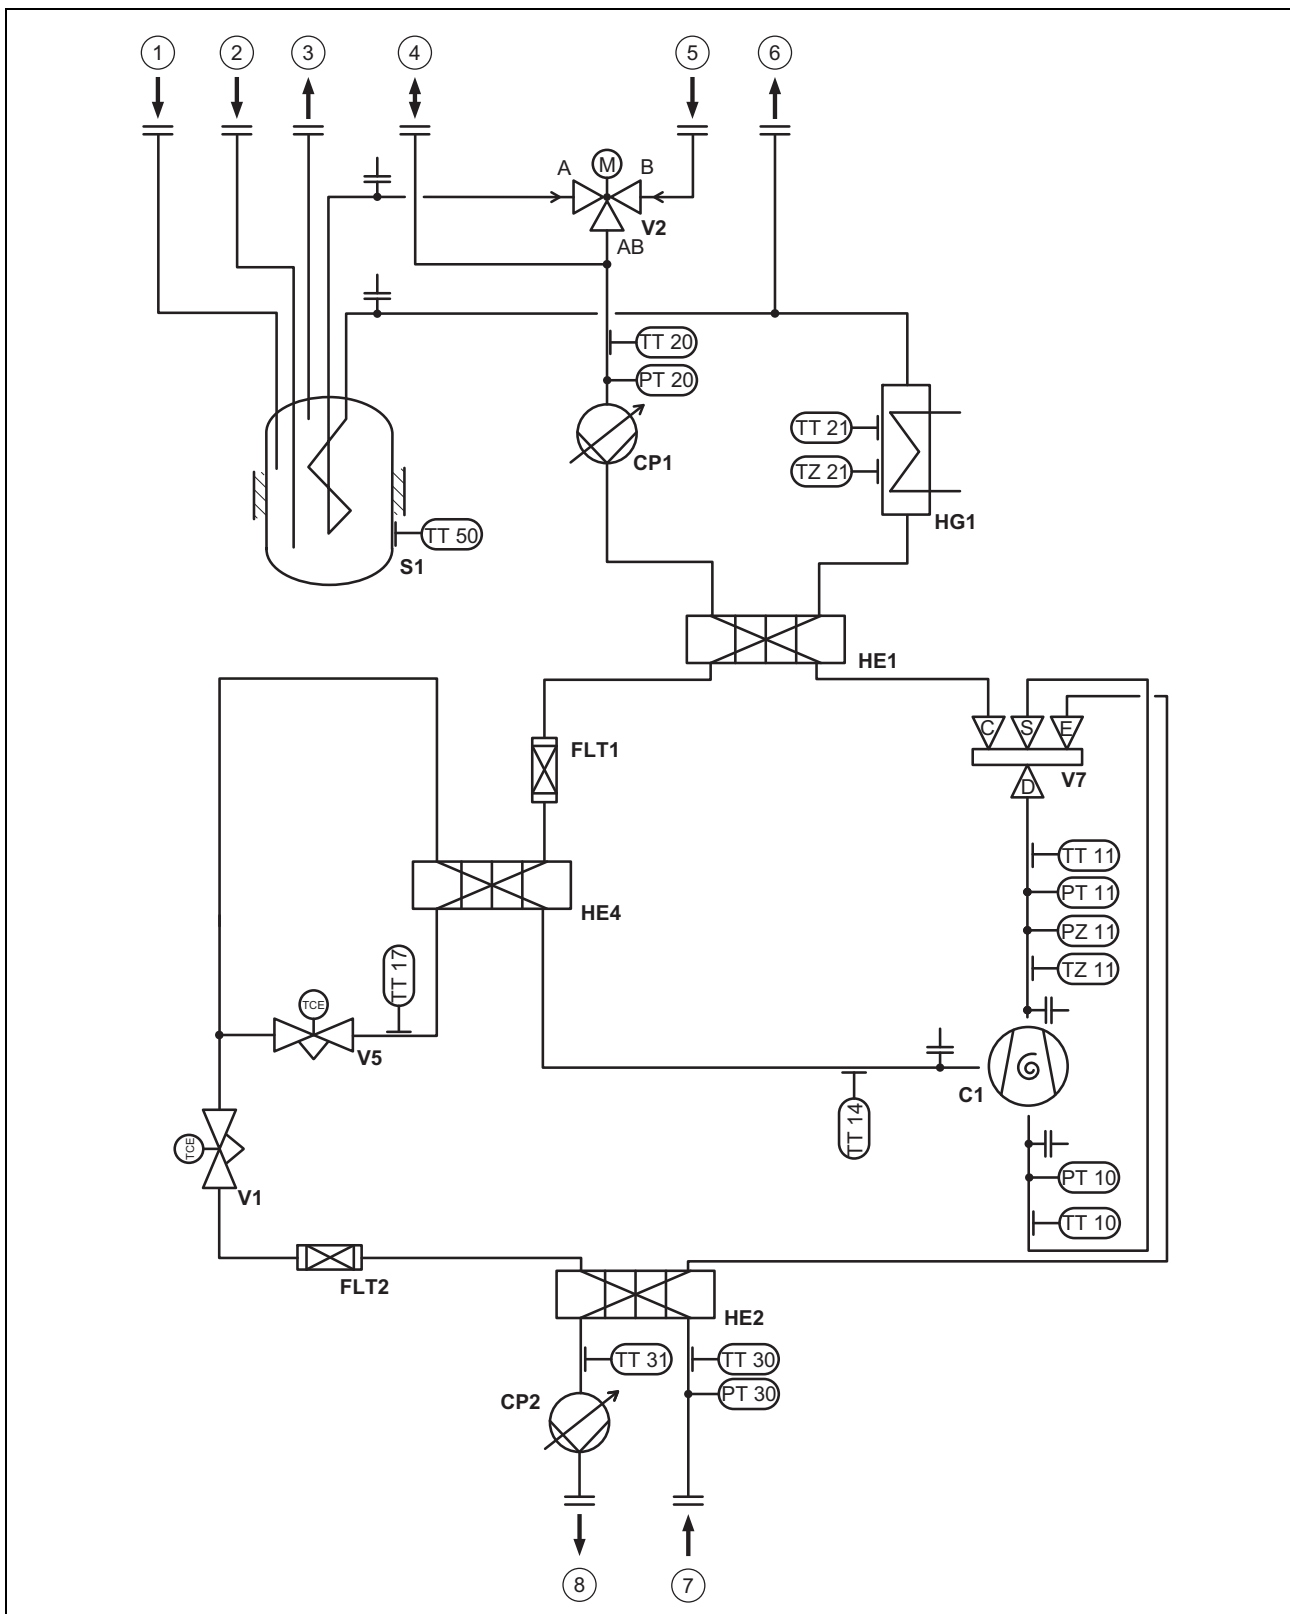 1 2 3 4 5 6
A M B
V2
AB
TT 20
PT 20
CP1
TT 21
TZ 21
HG1
TT 50
S1
HE1
C S E
V7
D
FLT1
HE4
TT 11
PT 11
PZ 11
TZ 11
TT 17
TCE
V5
C1
TT 14
TCE
V1
PT 10
TT 10
FLT2
HE2
TT 31
TT 30
PT 30
CP2
8 7